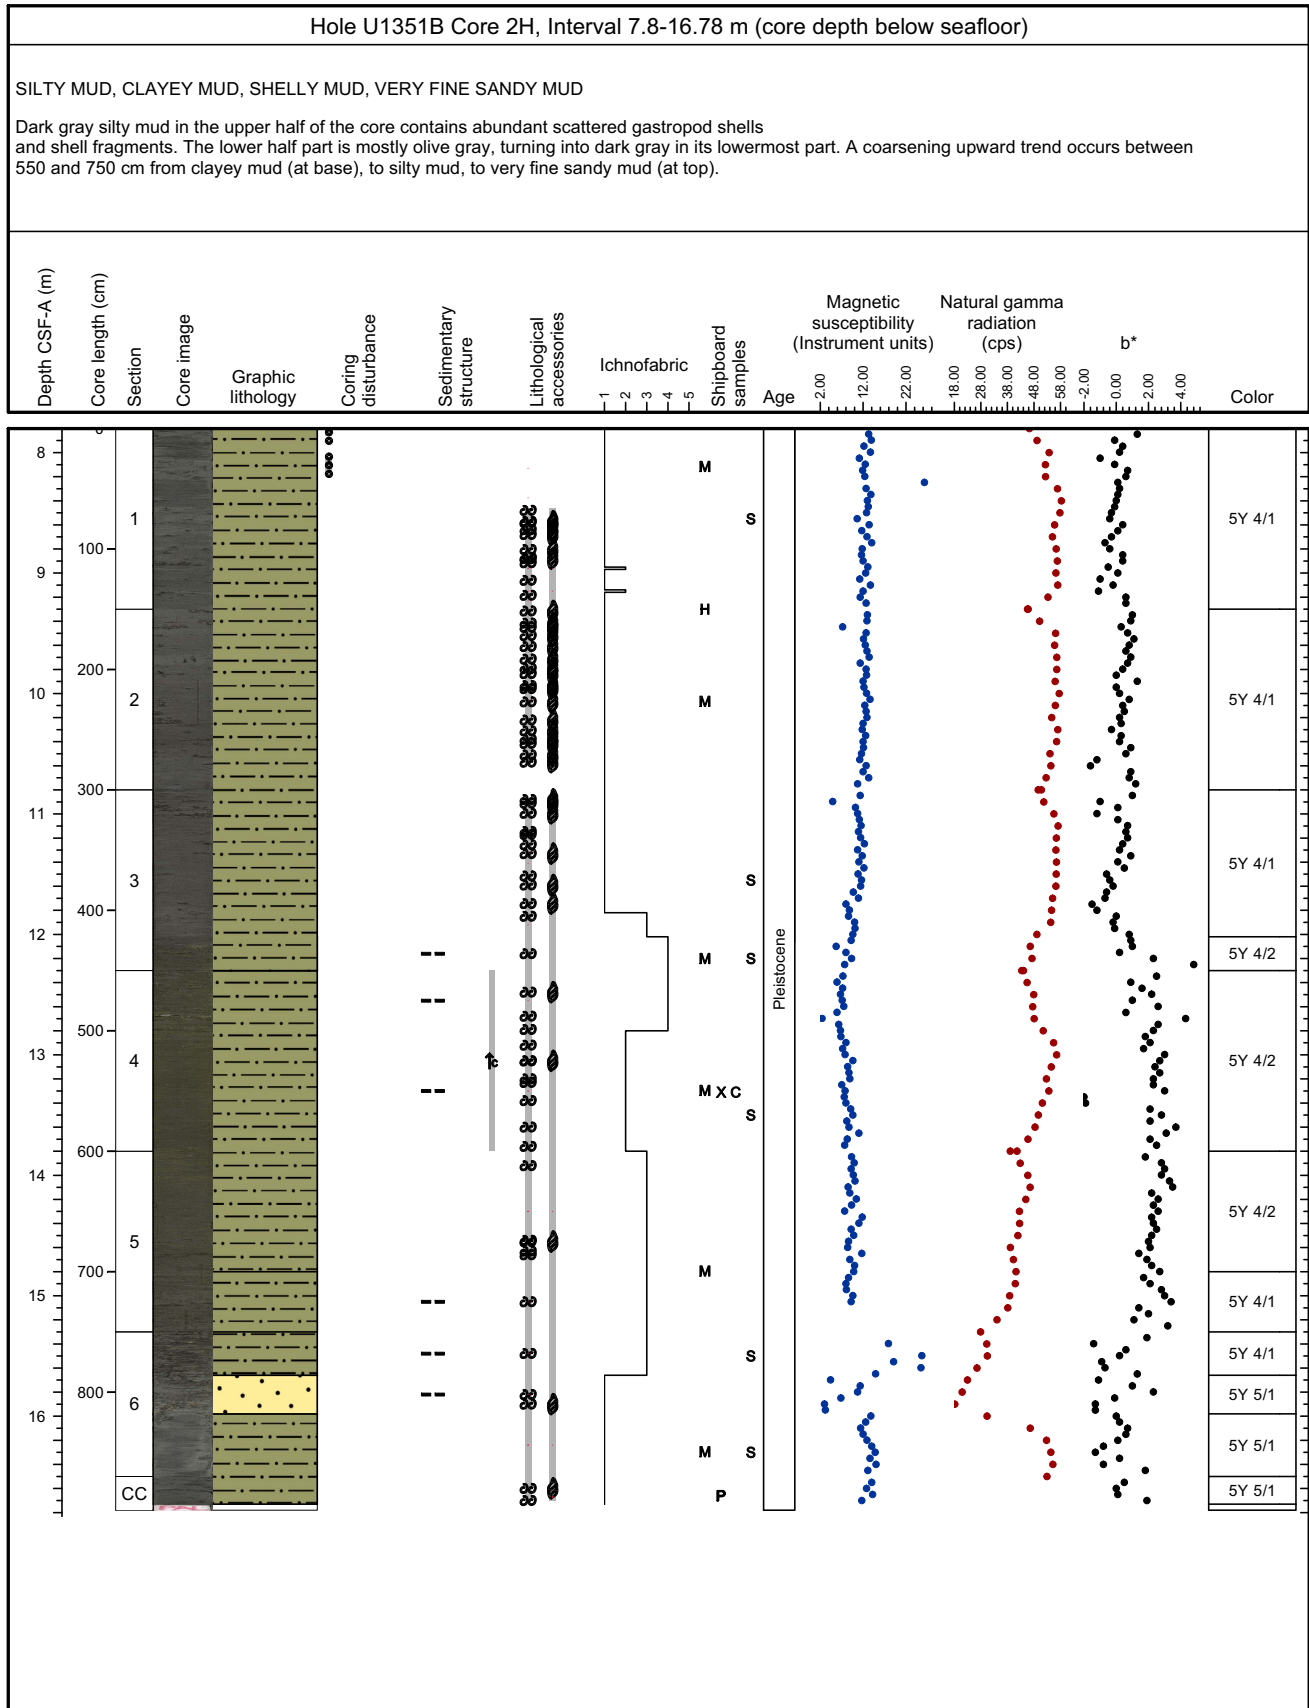 Hole U1351B Core 2H, Interval 7.8-16.78 m (core depth below seafloor)
SILTY MUD, CLAYEY MUD, SHELLY MUD, VERY FINE SANDY MUD
Dark gray silty mud in the upper half of the core contains abundant scattered gastropod shells
and shell fragments. The lower half part is mostly olive gray, turning into dark gray in its lowermost part. A coarsening upward trend occurs between
550 and 750 cm from clayey mud (at base), to silty mud, to very fine sandy mud (at top).
Depth CSF-A (m)
Core length (cm)
Section
Core image
Graphic
lithology
Coring
disturbance
Sedimentary
structure
Lithological
accessories
Ichnofabric
1 2 3 4 5
Shipboard
samples
Age
Magnetic
susceptibility
(Instrument units)
2.00 12.00 22.00
Natural gamma
radiation
(cps)
18.00 28.00 38.00 48.00 58.00
b*
-2.00 0.00 2.00 4.00
Color
0
8
M
1
S
5Y 4/1
100
9
H
200
10
2
M
5Y 4/1
300
11
3
S
5Y 4/1
400
12
M S
5Y 4/2
Pleistocene
500
13
4
c
M X C
S
5Y 4/2
600
14
5
5Y 4/2
700
M
15
5Y 4/1
S
5Y 4/1
800
6
5Y 5/1
16
M S
5Y 5/1
CC
P
5Y 5/1